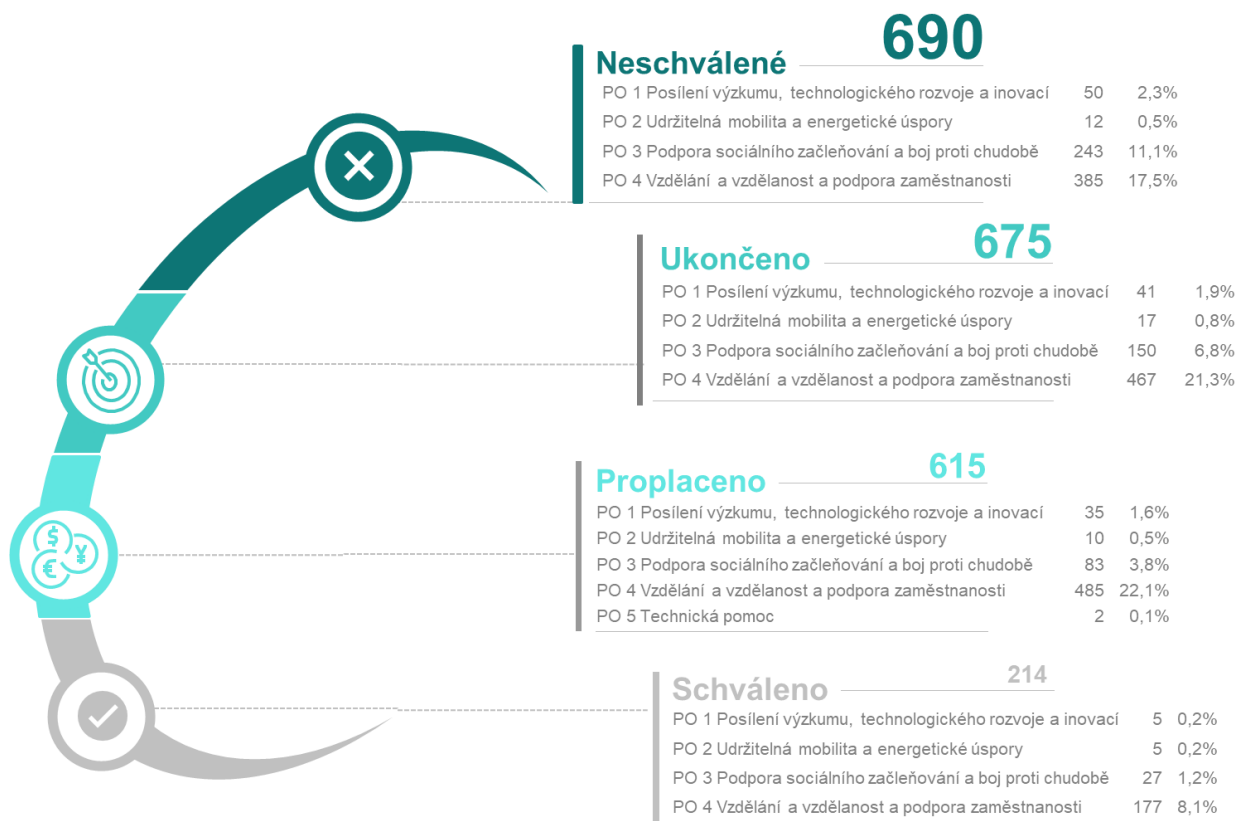 690
Neschválené
PO 1 Posílení výzkumu, technologického rozvoje a inovací 50 2,3%
PO 2 Udržitelná mobilita a energetické úspory 12 0,5%
PO 3 Podpora sociálního začleňování a boj proti chudobě 243 11,1%
PO 4 Vzdělání a vzdělanost a podpora zaměstnanosti 385 17,5%
675
Ukončeno
PO 1 Posílení výzkumu, technologického rozvoje a inovací 41 1,9%
PO 2 Udržitelná mobilita a energetické úspory 17 0,8%
PO 3 Podpora sociálního začleňování a boj proti chudobě 150 6,8%
PO 4 Vzdělání a vzdělanost a podpora zaměstnanosti 467 21,3%
615
Proplaceno
PO 1 Posílení výzkumu, technologického rozvoje a inovací 35 1,6%
PO 2 Udržitelná mobilita a energetické úspory 10 0,5%
PO 3 Podpora sociálního začleňování a boj proti chudobě 83 3,8%
PO 4 Vzdělání a vzdělanost a podpora zaměstnanosti 485 22,1%
PO 5 Technická pomoc 2 0,1%
$ ¥ €
214
Schváleno
PO 1 Posílení výzkumu, technologického rozvoje a inovací 5 0,2%
PO 2 Udržitelná mobilita a energetické úspory 5 0,2%
PO 3 Podpora sociálního začleňování a boj proti chudobě 27 1,2%
PO 4 Vzdělání a vzdělanost a podpora zaměstnanosti 177 8,1%